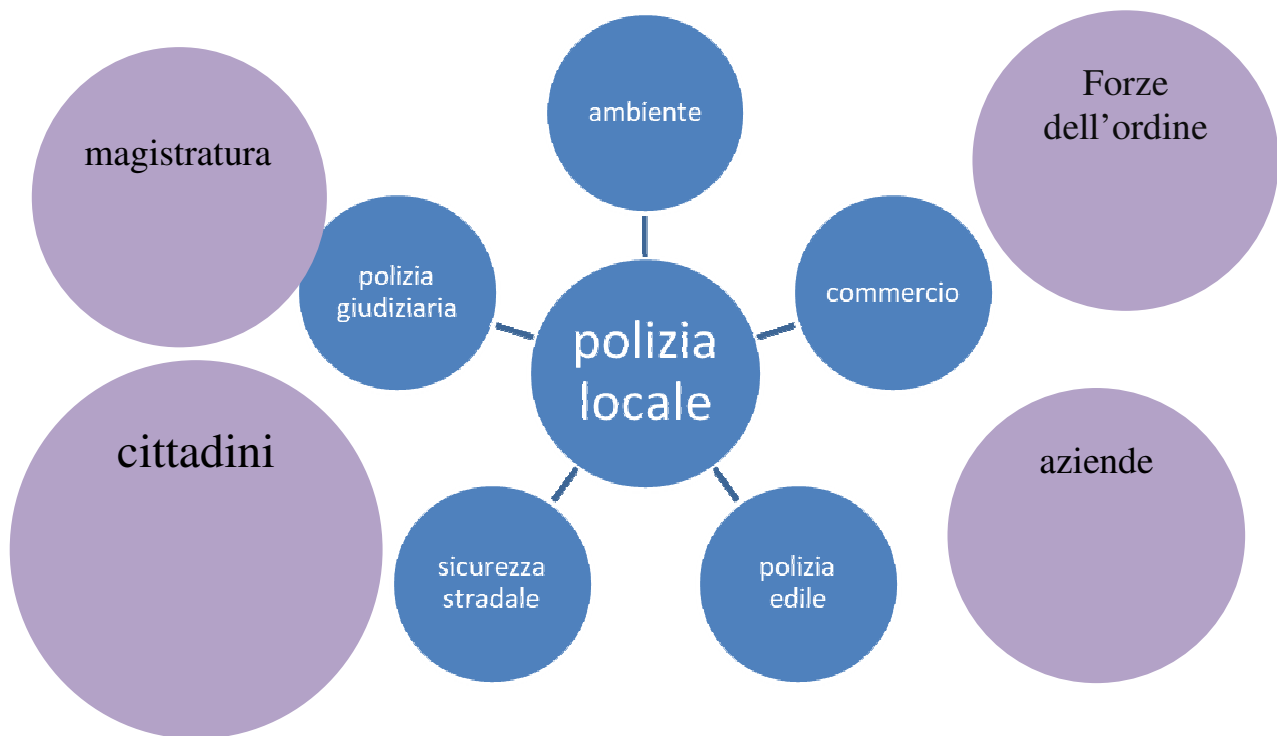 ambiente
Forze
dell’ordine
magistratura
polizia
giudiziaria
commercio
polizia
locale
cittadini
aziende
sicurezza
stradale
polizia
edile